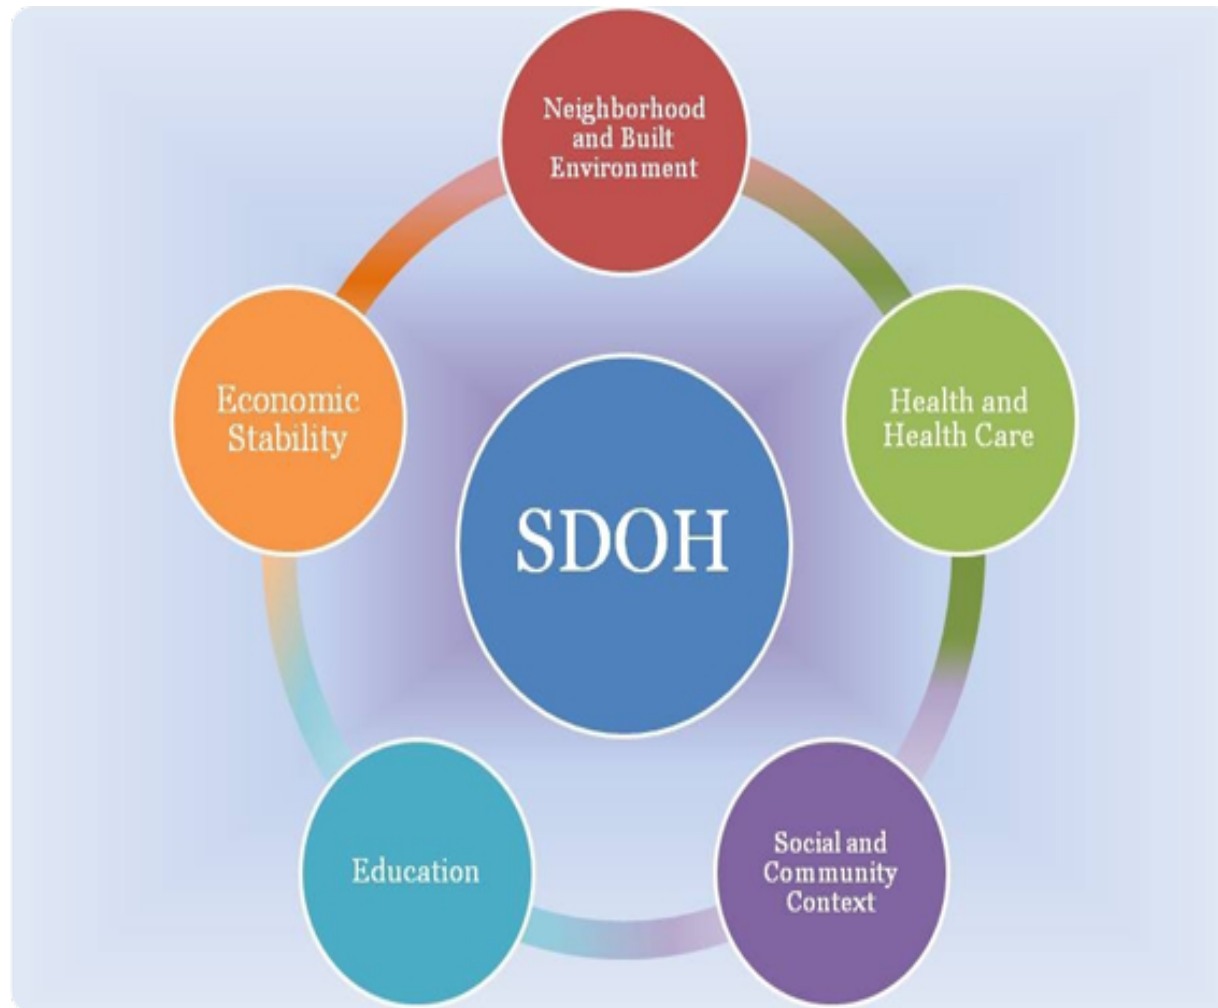 Neighborhood
and Built
Environment
Economic
Stability
Health and
Health Care
SDOH
Education
Social and
Community
Context